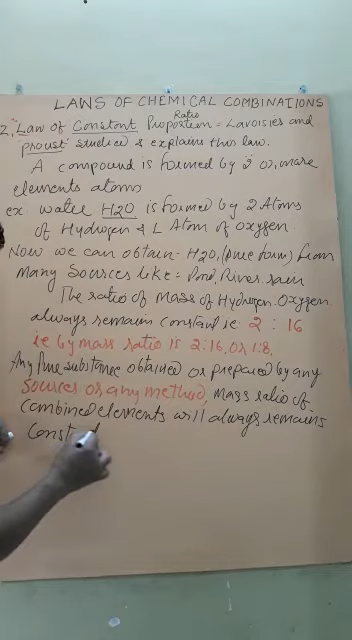 LAWS OF CHEMICAL COMBINATIONS
2. Law of Constant Proportion = Lavoisies and
Ratio
proust studied & explains this law.
A compound is formed by 2 or more
elements atoms
ex water H2O is formed by 2 Atoms
of Hydrogen & 1 Atom of Oxygen.
Now we can obtain - H2O, (pure form) from
Many Sources like = Pond, River, rain
The ratio of Mass of Hydrogen. Oxygen
always remain constant ie 2 : 16
ie by mass ratio is 2:16, or 1:8.
Any Pure substance obtained or prepared by any
Sources or any method, mass ratio of
combined elements will always remains
Const